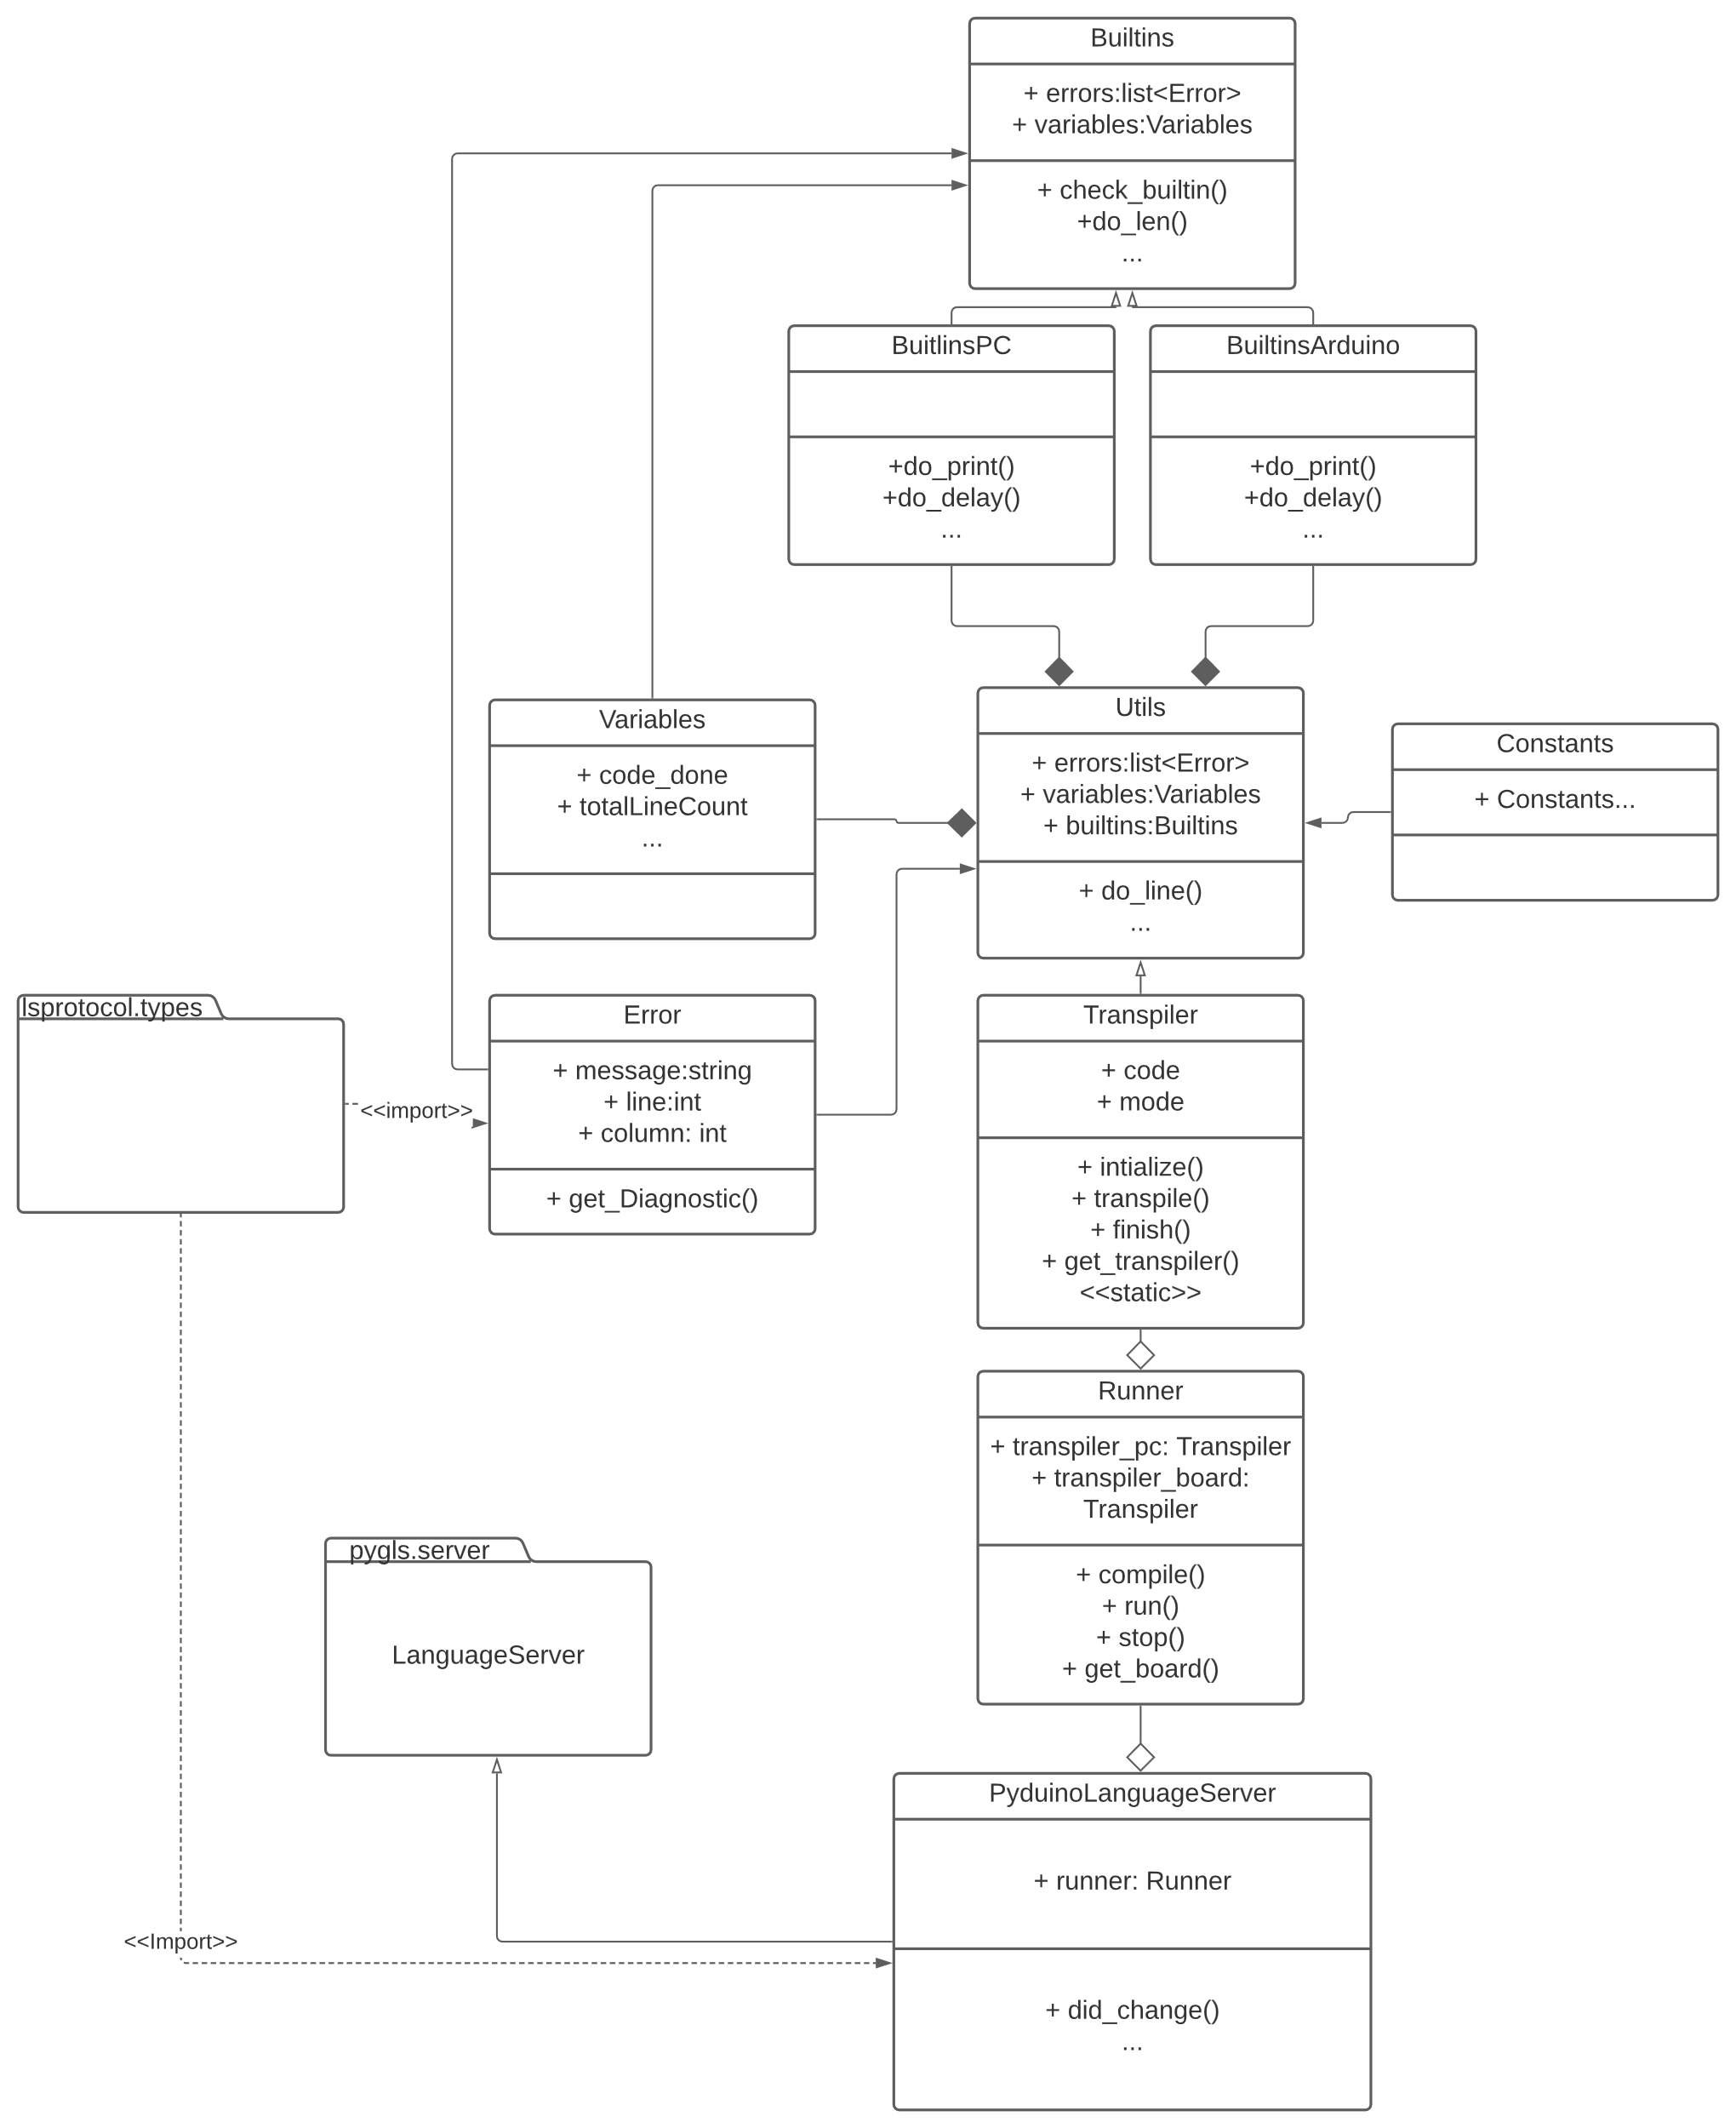 Builtins
+ errors:list<Error>
+ variables:Variables
+ check_builtin()
+do_len()
...
BuitlinsPC
+do_print()
+do_delay()
...
BuiltinsArduino
+do_print()
+do_delay()
...
Variables
+ code_done
+ totalLineCount
...
Utils
+ errors:list<Error>
+ variables:Variables
+ builtins:Builtins
+ do_line()
...
Constants
+ Constants...
lsprotocol.types
<<import>>
Error
+ message:string
+ line:int
+ column: int
+ get_Diagnostic()
Transpiler
+ code
+ mode
+ intialize()
+ transpile()
+ finish()
+ get_transpiler()
<<static>>
Runner
+ transpiler_pc: Transpiler
+ transpiler_board:
Transpiler
+ compile()
+ run()
+ stop()
+ get_board()
pygls.server
LanguageServer
PyduinoLanguageServer
+ runner: Runner
+ did_change()
...
<<Import>>